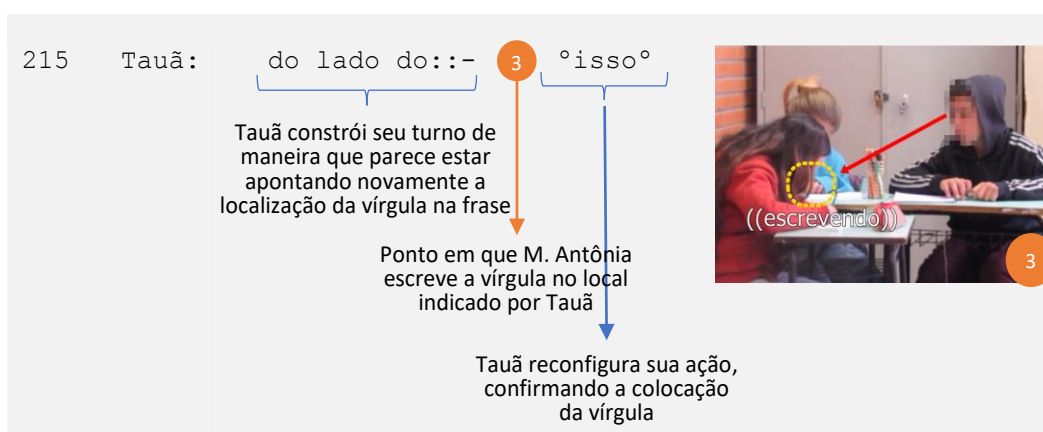 215 Tauã: do lado do::- 3 °isso°
Tauã constrói seu turno de
maneira que parece estar
apontando novamente a
localização da vírgula na frase
Ponto em que M. Antônia
escreve a vírgula no local
indicado por Tauã
Tauã reconfigura sua ação,
confirmando a colocação
da vírgula
((escrevendo))
3